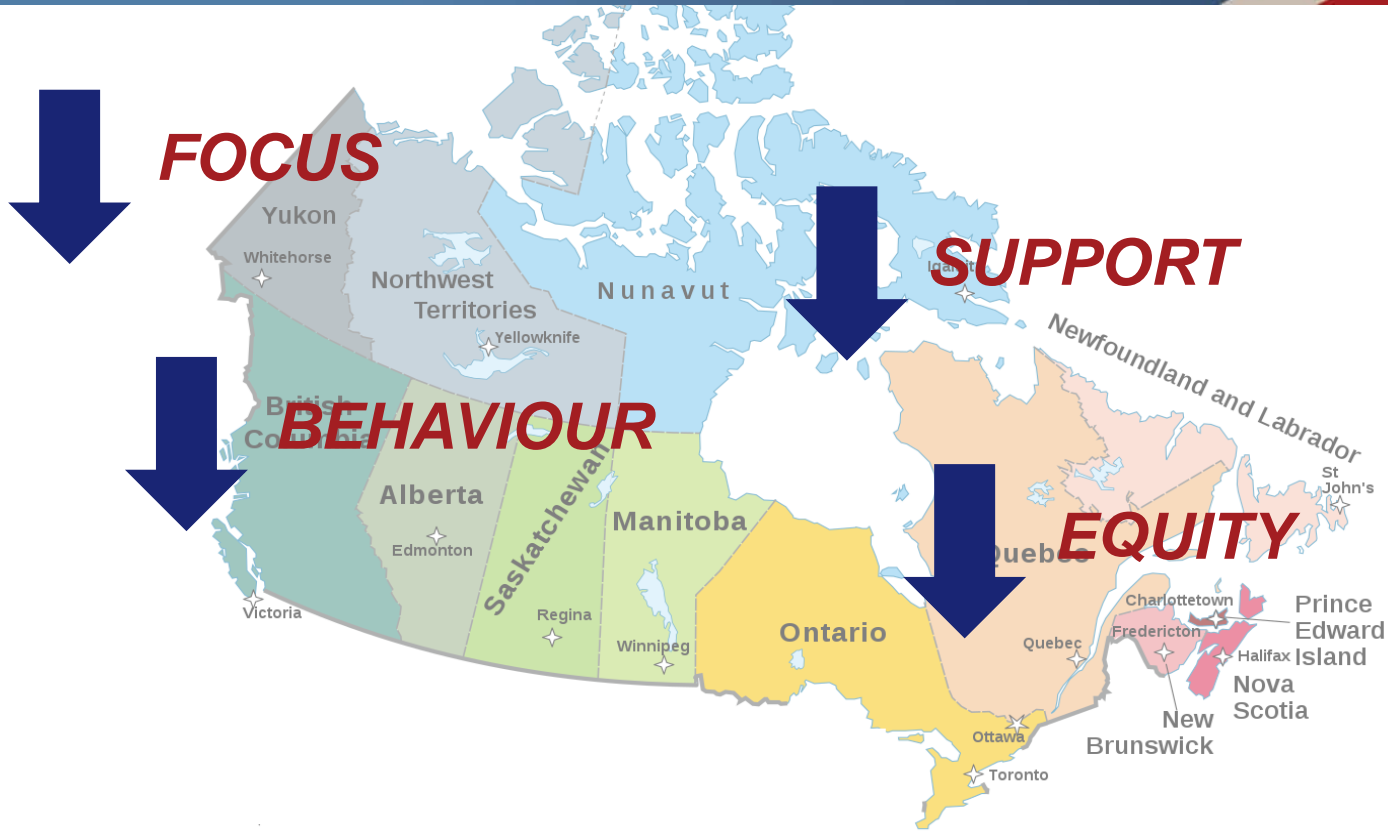 FOCUS
Yukon
Whitehorse
Northwest
Territories
Yellowknife
Nunavut
SUPPORT
Iqaluit
Newfoundland and Labrador
BEHAVIOUR
British
Columbia
Alberta
Edmonton
Saskatchewan
Manitoba
St
John's
EQUITY
Quebec
Victoria
Regina
Winnipeg
Ontario
Quebec
Charlottetown
Fredericton
Prince
Edward
Island
Halifax
Nova
Scotia
New
Brunswick
Ottawa
Toronto